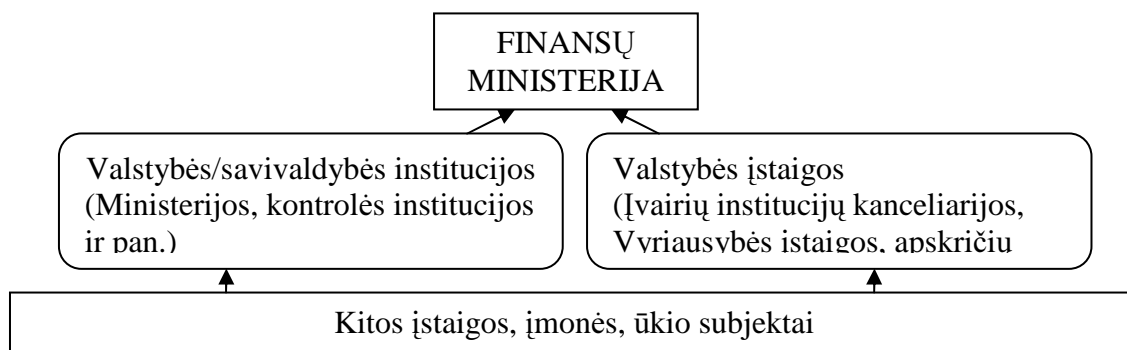 FINANSŲ
MINISTERIJA
Valstybės/savivaldybės institucijos
(Ministerijos, kontrolės institucijos
ir pan.)
Valstybės įstaigos
(Įvairių institucijų kanceliarijos,
Vyriausybės įstaigos, apskričių
Kitos įstaigos, įmonės, ūkio subjektai